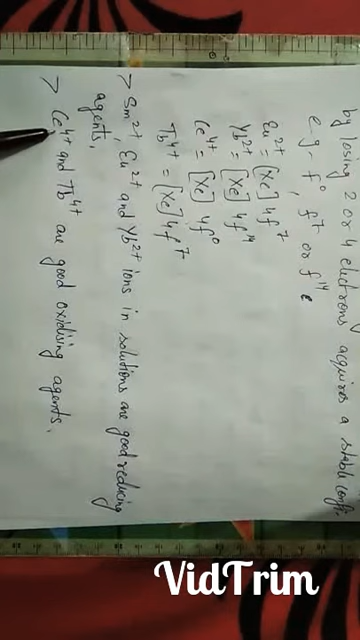 by losing 2 or 4 electrons acquires a stable confi.
e.g- f⁰, f⁷ or f¹⁴
Eu²⁺ = [Xe] 4f⁷
Yb²⁺ = [Xe] 4f¹⁴
Ce⁴⁺ = [Xe] 4f⁰
Tb⁴⁺ = [Xe] 4f⁷
> Sm²⁺, Eu²⁺ and Yb²⁺ ions in solutions are good reducing
agents.
> Ce⁴⁺ and Tb⁴⁺ are good oxidising agents.
VidTrim